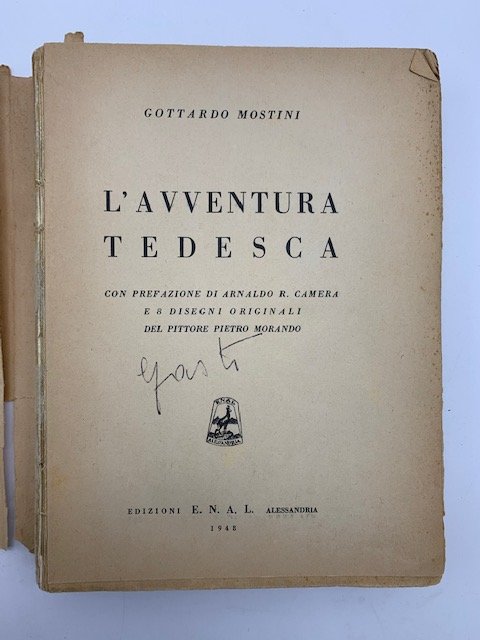 GOTTARDO MOSTINI
L'AVVENTURA
TEDESCA
CON PREFAZIONE DI ARNALDO R. CAMERA
E 8 DISEGNI ORIGINALI
DEL PITTORE PIETRO MORANDO
E.N.A.L.
ALESSANDRIA
EDIZIONI E. N. A. L. ALESSANDRIA
1948